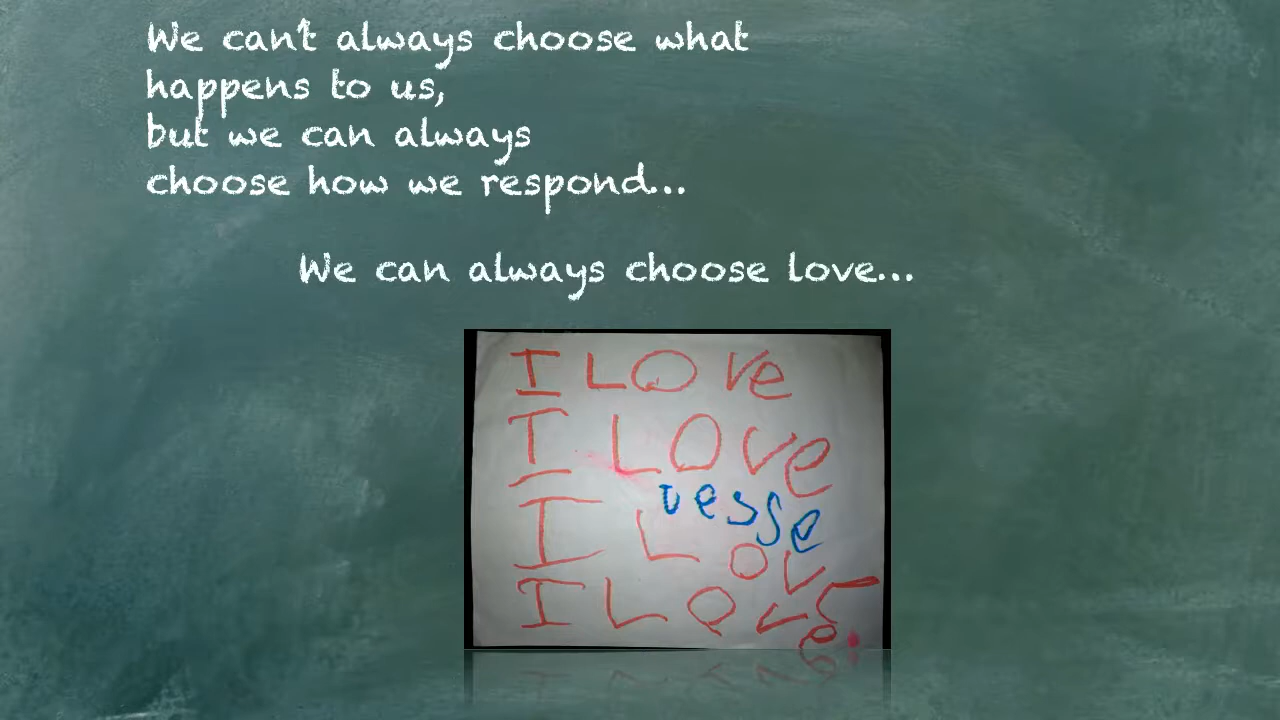 We can't always choose what
happens to us,
but we can always
choose how we respond...
We can always choose love...
I LOve
I LOve
vesse
I Love
I Love.